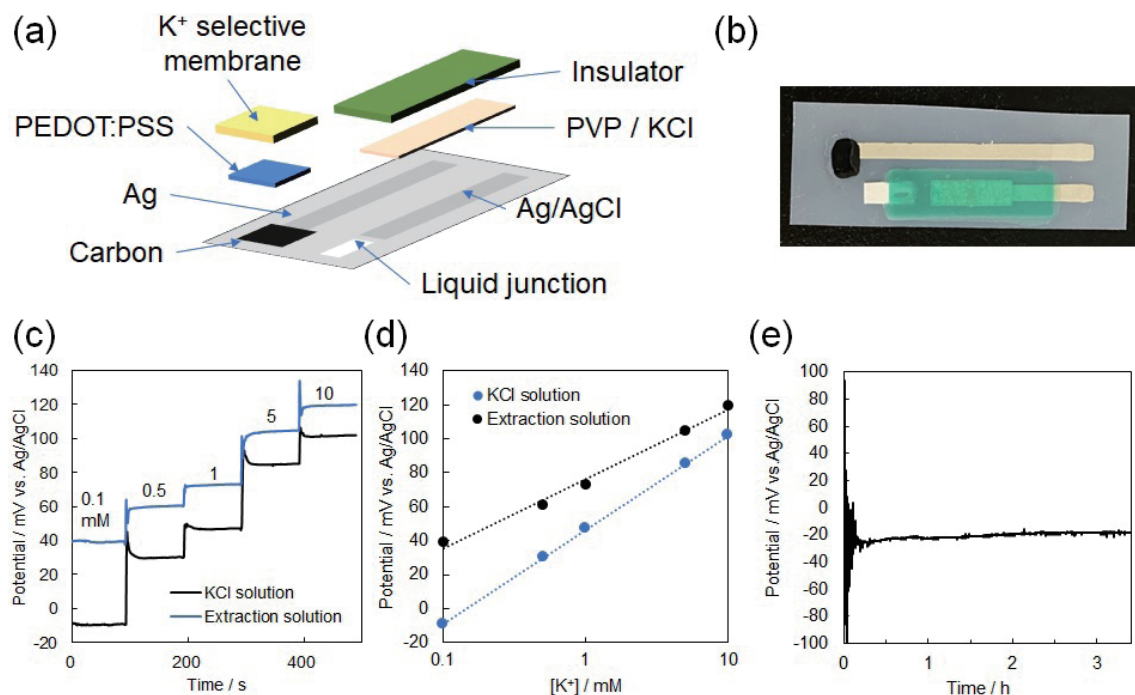 (a)
K⁺ selective
membrane
Insulator
PEDOT:PSS
PVP / KCl
Ag
Ag/AgCl
Carbon
Liquid junction
(b)
(c)
Potential / mV vs. Ag/AgCl
140
120
100
80
60
40
20
0
-20
0.1
mM
0.5
1
5
10
KCl solution
Extraction solution
0
200
400
Time / s
(d)
Potential / mV vs. Ag/AgCl
140
120
100
80
60
40
20
0
-20
KCl solution
Extraction solution
0.1
1
10
[K⁺] / mM
(e)
Potential / mV vs.Ag/AgCl
100
80
60
40
20
0
-20
-40
-60
-80
-100
0
1
2
3
Time / h